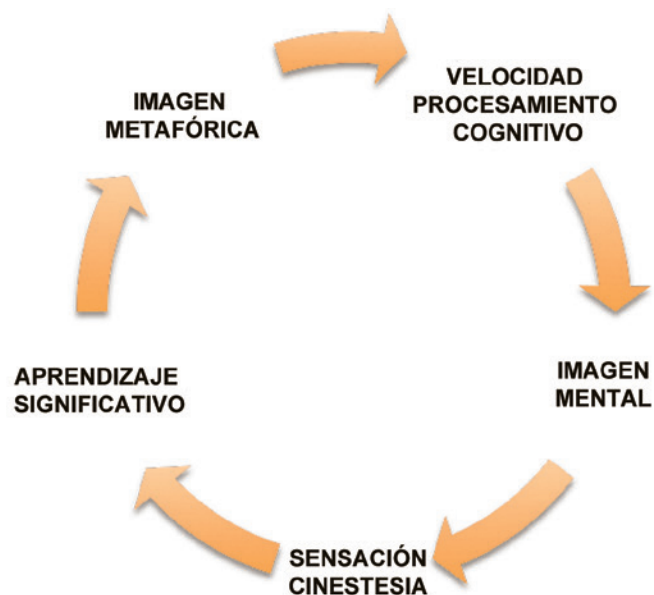 IMAGEN
METAFÓRICA
VELOCIDAD
PROCESAMIENTO
COGNITIVO
IMAGEN
MENTAL
SENSACIÓN
CINESTESIA
APRENDIZAJE
SIGNIFICATIVO